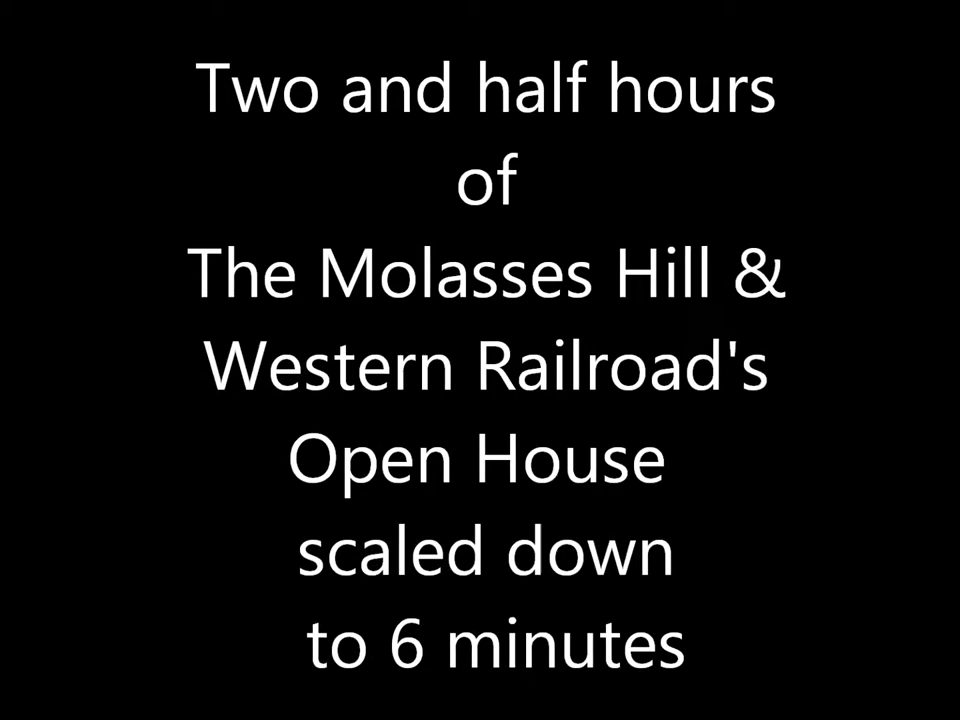 Two and half hours
of
The Molasses Hill &
Western Railroad's
Open House
scaled down
to 6 minutes